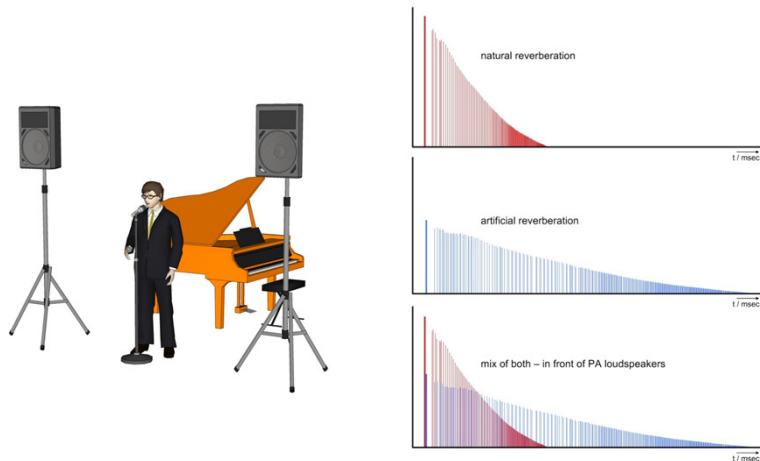 natural reverberation
t / msec
artificial reverberation
t / msec
mix of both – in front of PA loudspeakers
t / msec